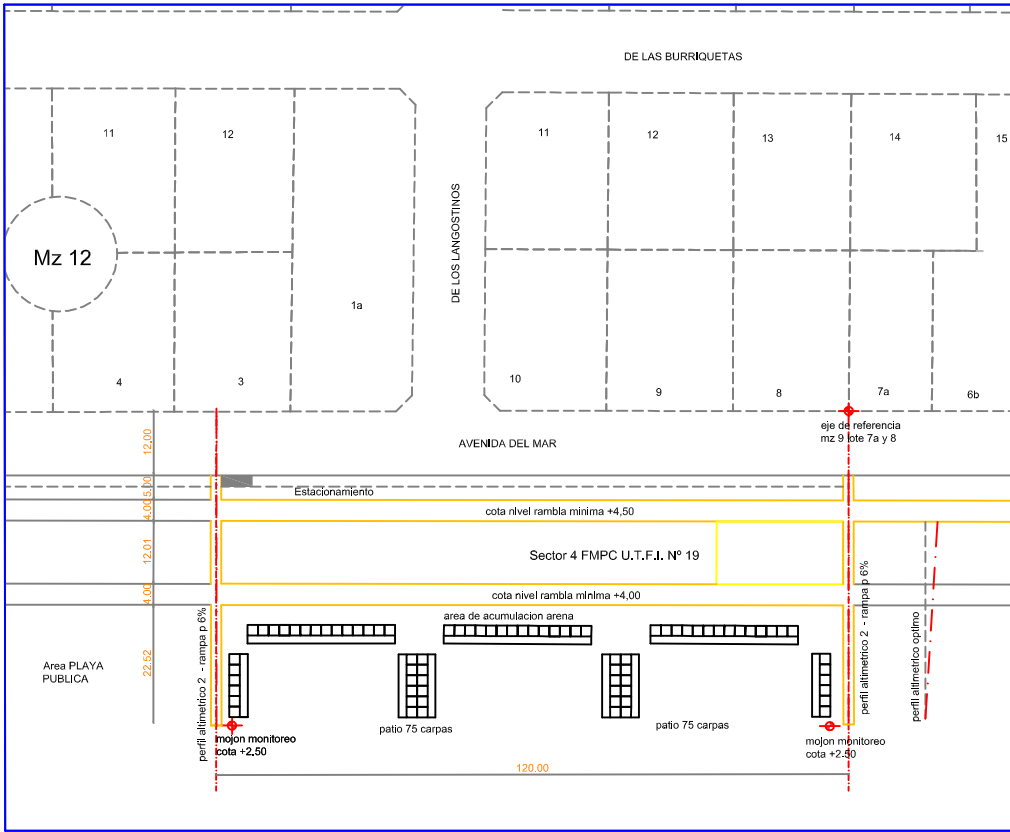 DE LAS BURRIQUETAS
11
12
11
12
13
14
15
Mz 12
DE LOS LANGOSTINOS
1a
4
3
10
9
8
7a
6b
eje de referencia
mz 9 lote 7a y 8
AVENIDA DEL MAR
12,00
5,00
Estacionamiento
4,00
cota nivel rambla minima +4,50
12,01
Sector 4 FMPC U.T.F.I. Nº 19
4,00
cota nivel rambla minima +4,00
area de acumulacion arena
22,52
Area PLAYA
PUBLICA
perfil altimetrico 2 - rampa p 6%
perfil altimetrico 2 - rampa p 6%
perfil altimetrico optimo
patio 75 carpas
patio 75 carpas
mojon monitoreo
cota +2,50
mojon monitoreo
cota +2,50
120,00